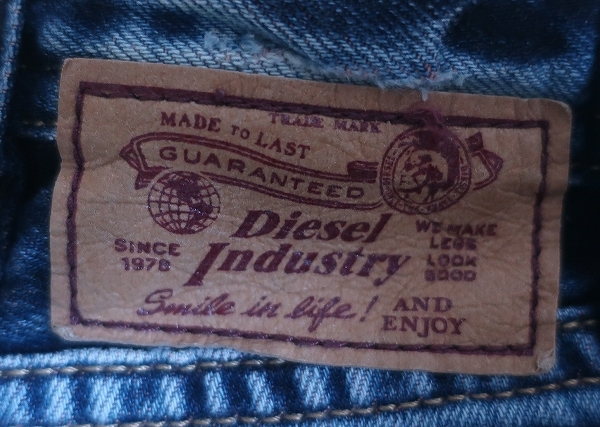 TRADE MARK
MADE TO LAST
GUARANTEED
Diesel
Industry
SINCE
1978
WE MAKE
LEGS
LOOK
GOOD
Smile in life!
AND
ENJOY